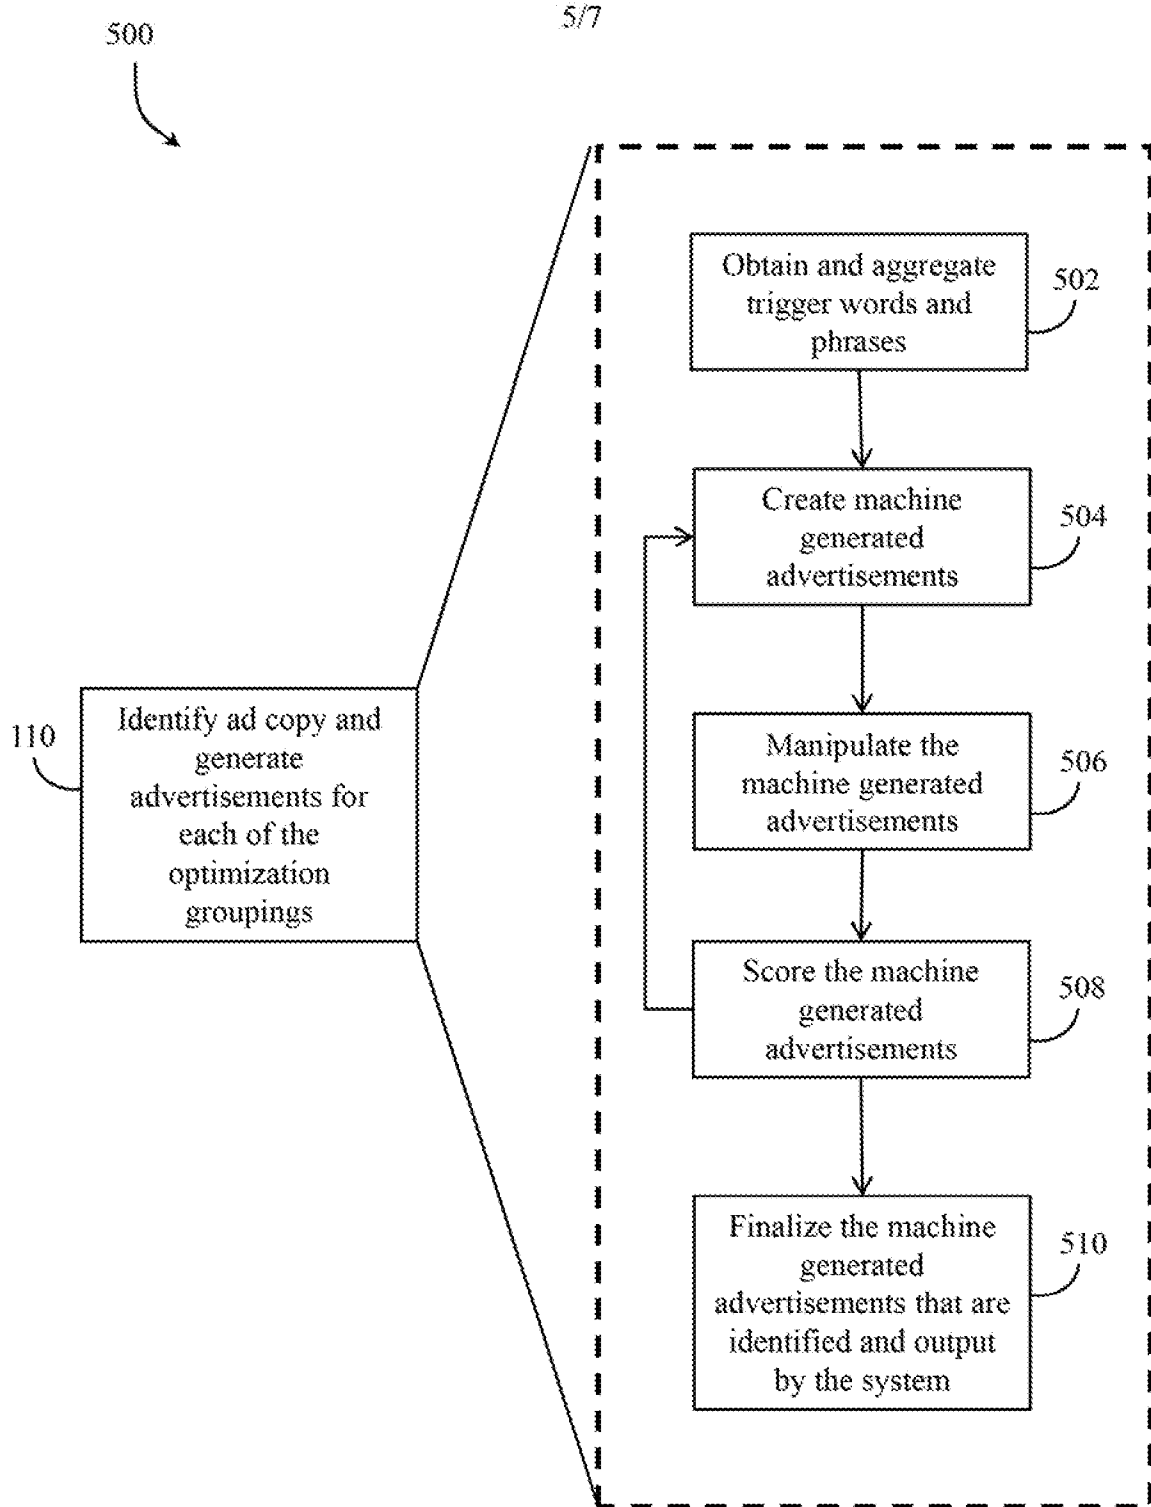 5/7
500
Obtain and aggregate
trigger words and
phrases
502
Create machine
generated
advertisements
504
Identify ad copy and
generate
advertisements for
each of the
optimization
groupings
110
Manipulate the
machine generated
advertisements
506
Score the machine
generated
advertisements
508
Finalize the machine
generated
advertisements that are
identified and output
by the system
510